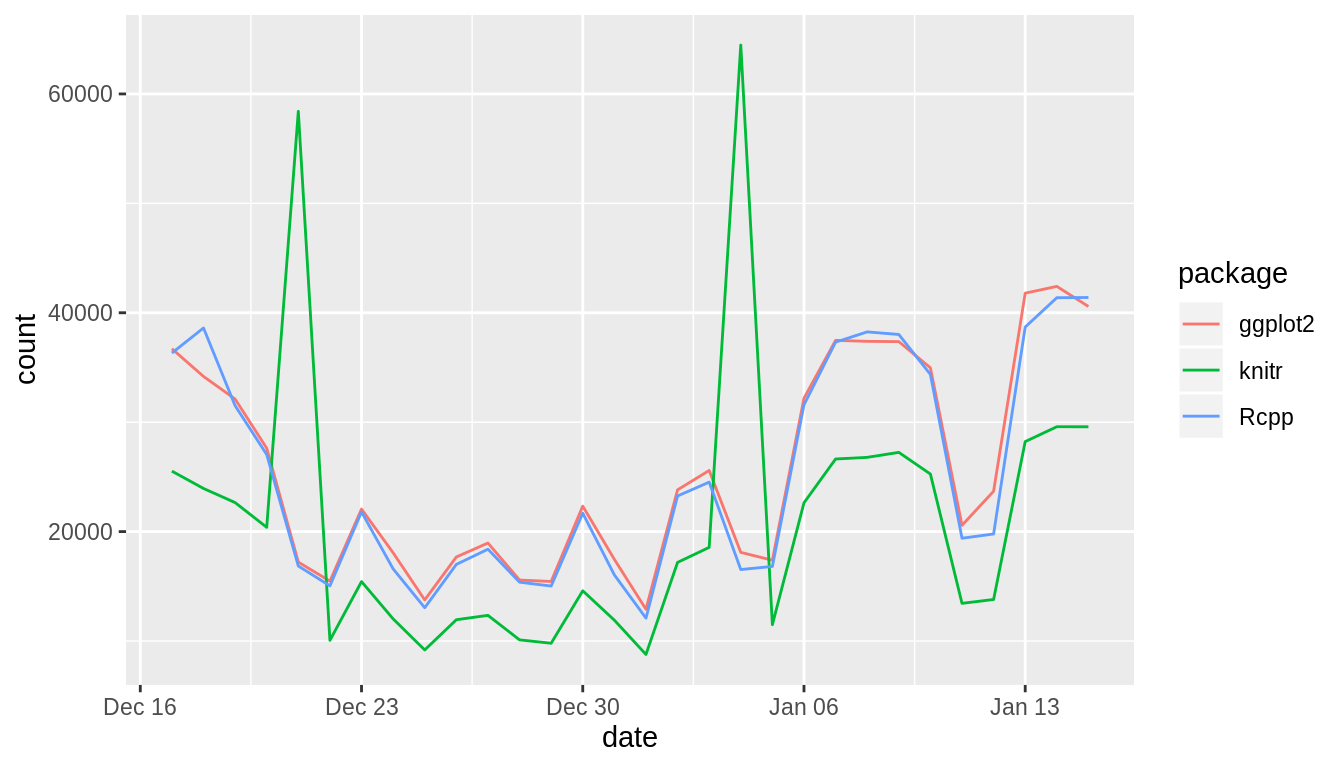 60000
40000
20000
count
Dec 16
Dec 23
Dec 30
Jan 06
Jan 13
date
package
ggplot2
knitr
Rcpp